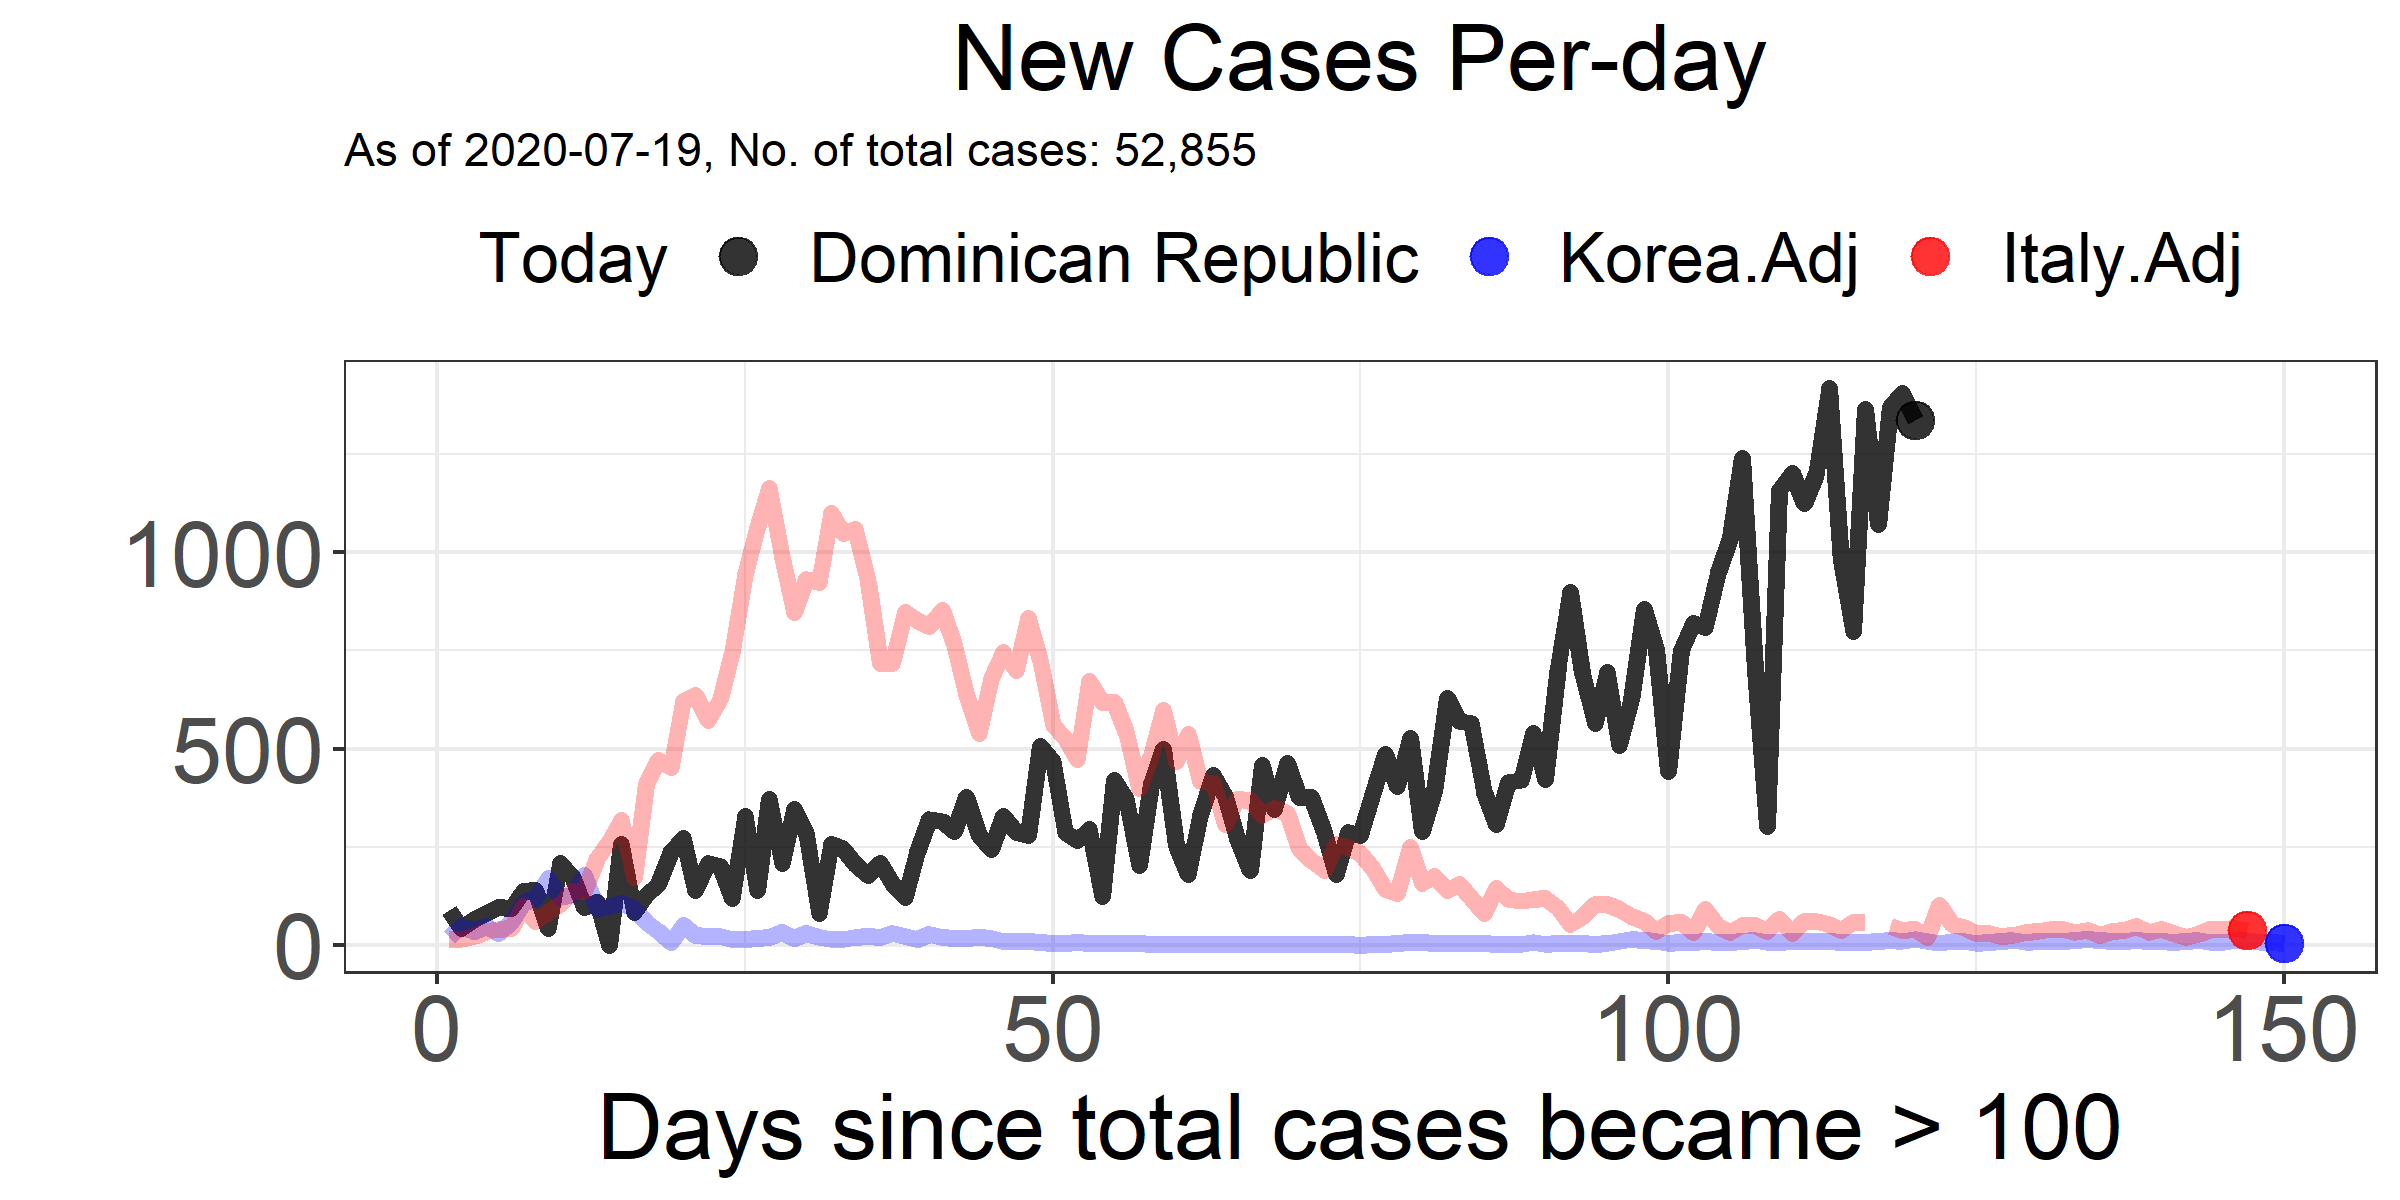 New Cases Per-day
As of 2020-07-19, No. of total cases: 52,855
Today Dominican Republic Korea.Adj Italy.Adj
1000
500
0
0 50 100 150
Days since total cases became > 100